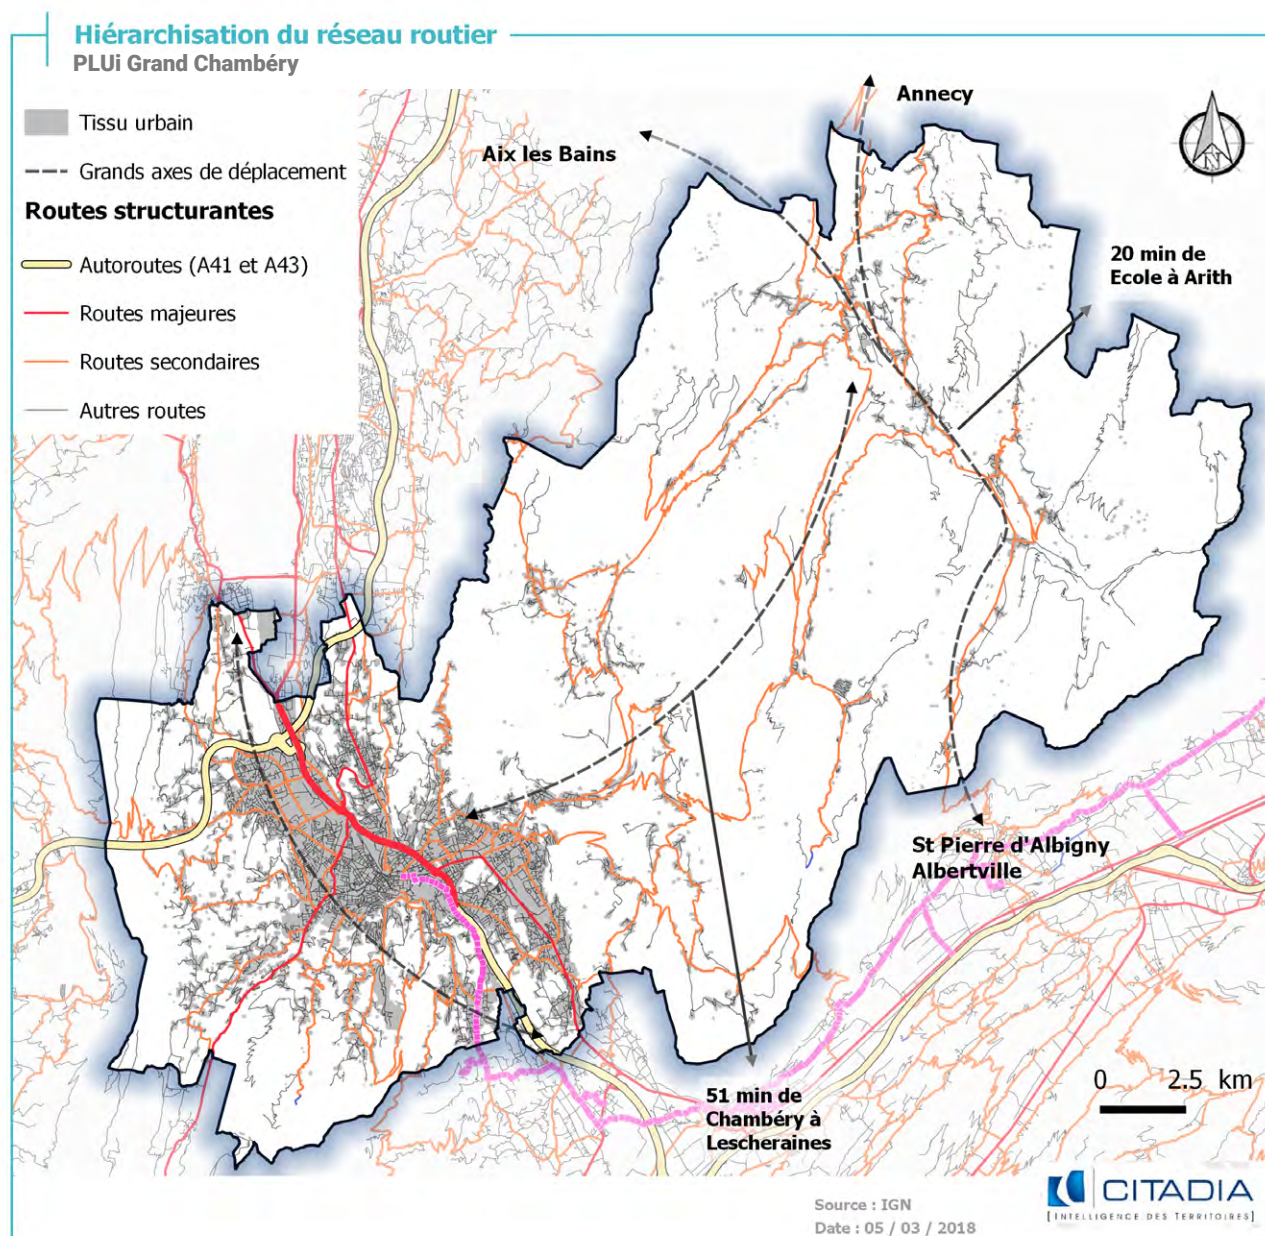 Hiérarchisation du réseau routier
PLUi Grand Chambéry
Tissu urbain
Grands axes de déplacement
Routes structurantes
Autoroutes (A41 et A43)
Routes majeures
Routes secondaires
Autres routes
Annecy
Aix les Bains
N
20 min de
Ecole à Arith
St Pierre d'Albigny
Albertville
51 min de
Chambéry à
Lescheraines
0 2.5 km
CITADIA
[INTELLIGENCE DES TERRITOIRES]
Source : IGN
Date : 05 / 03 / 2018